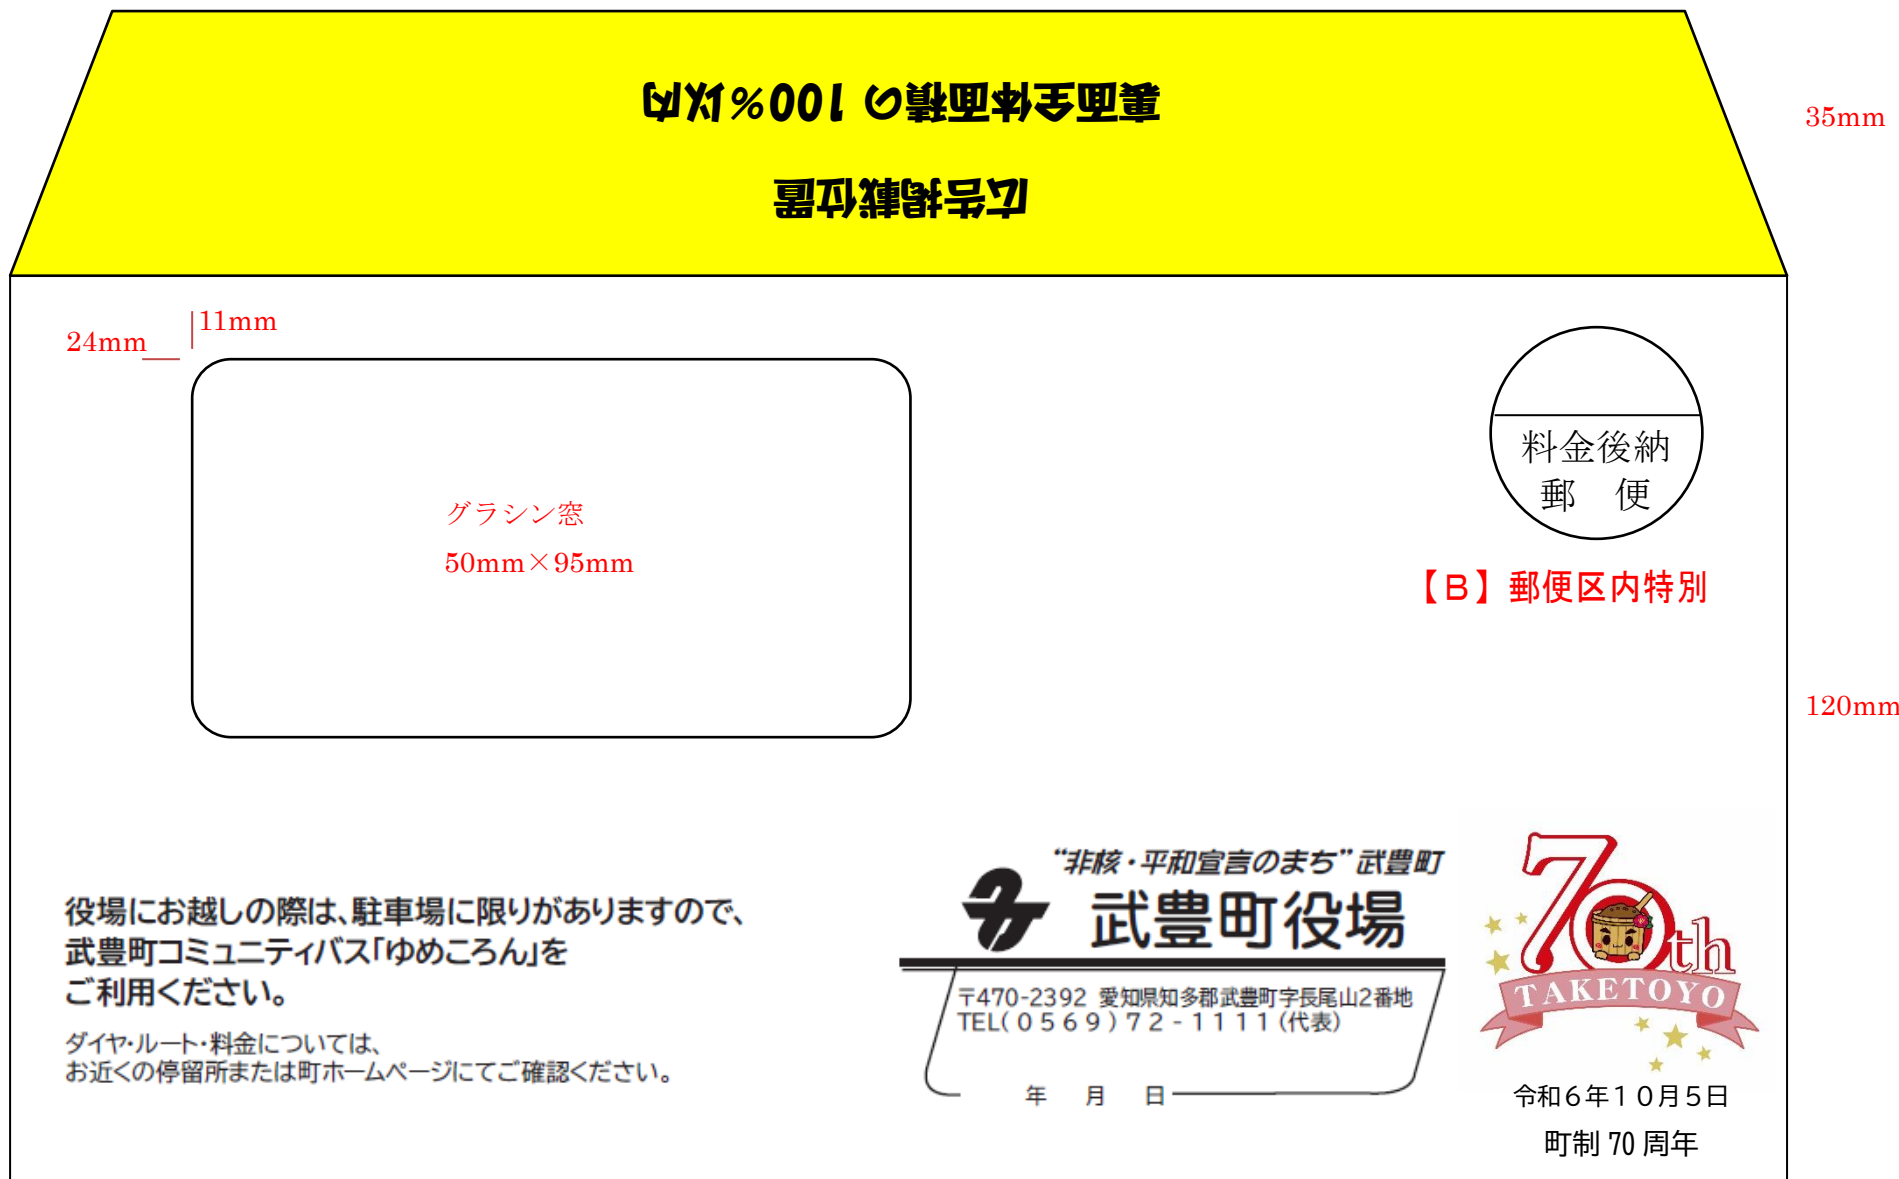 広告掲載位置
裏面全体面積の100%以内
35mm
24mm
11mm
グラシン窓
50mm×95mm
料金後納
郵　便
【B】郵便区内特別
120mm
役場にお越しの際は、駐車場に限りがありますので、
武豊町コミュニティバス「ゆめころん」を
ご利用ください。
ダイヤ・ルート・料金については、
お近くの停留所または町ホームページにてご確認ください。
“非核・平和宣言のまち”武豊町
武豊町役場
〒470-2392 愛知県知多郡武豊町字長尾山2番地
TEL(0569)72-1111(代表)
年　月　日
70th
TAKETOYO
令和6年10月5日
町制70周年